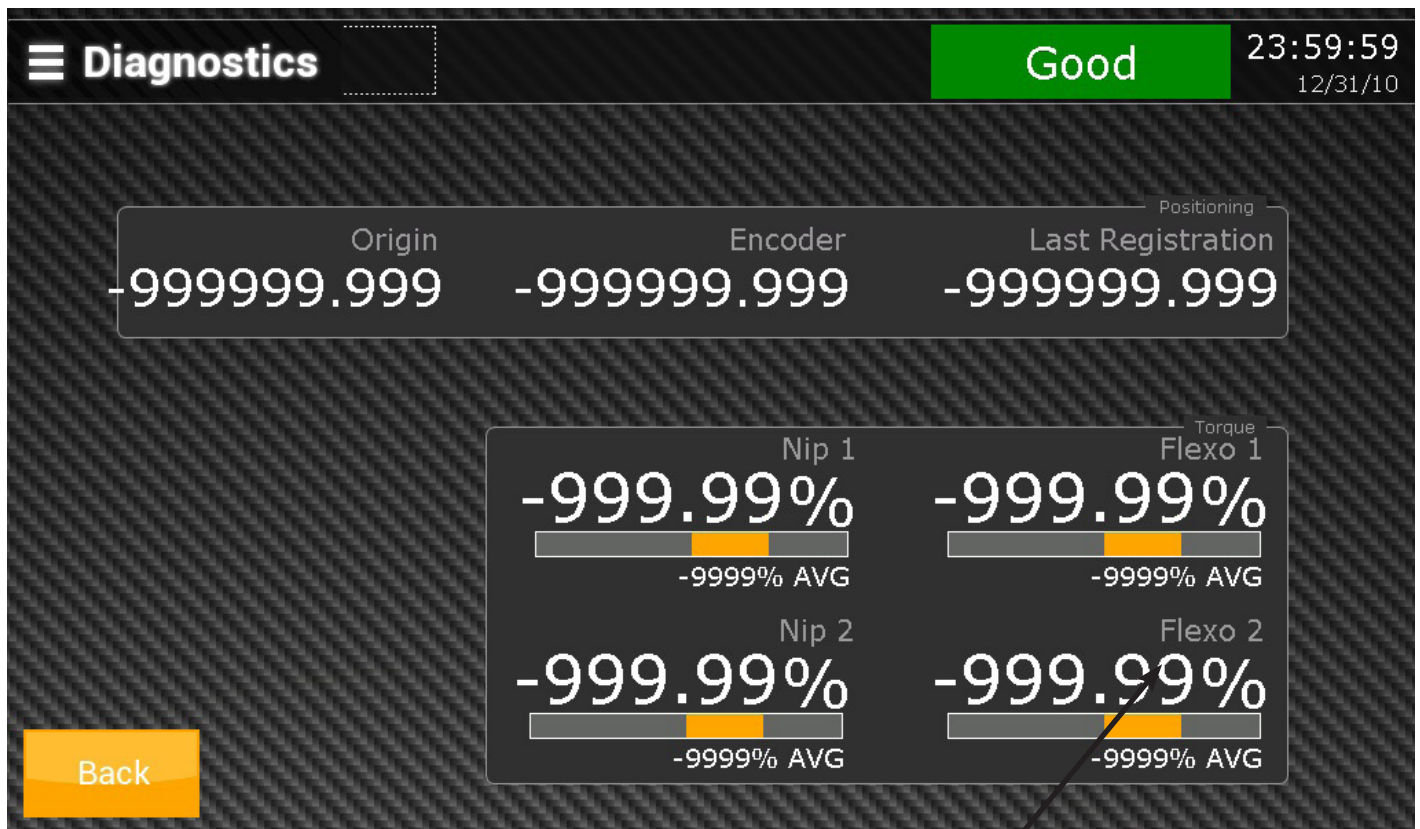 Diagnostics
Good
23:59:59
12/31/10
Positioning
Origin Encoder Last Registration
-999999.999 -999999.999 -999999.999
Torque
Nip 1 Flexo 1
-999.99% -999.99%
-9999% AVG -9999% AVG
Nip 2 Flexo 2
-999.99% -999.99%
-9999% AVG -9999% AVG
Back